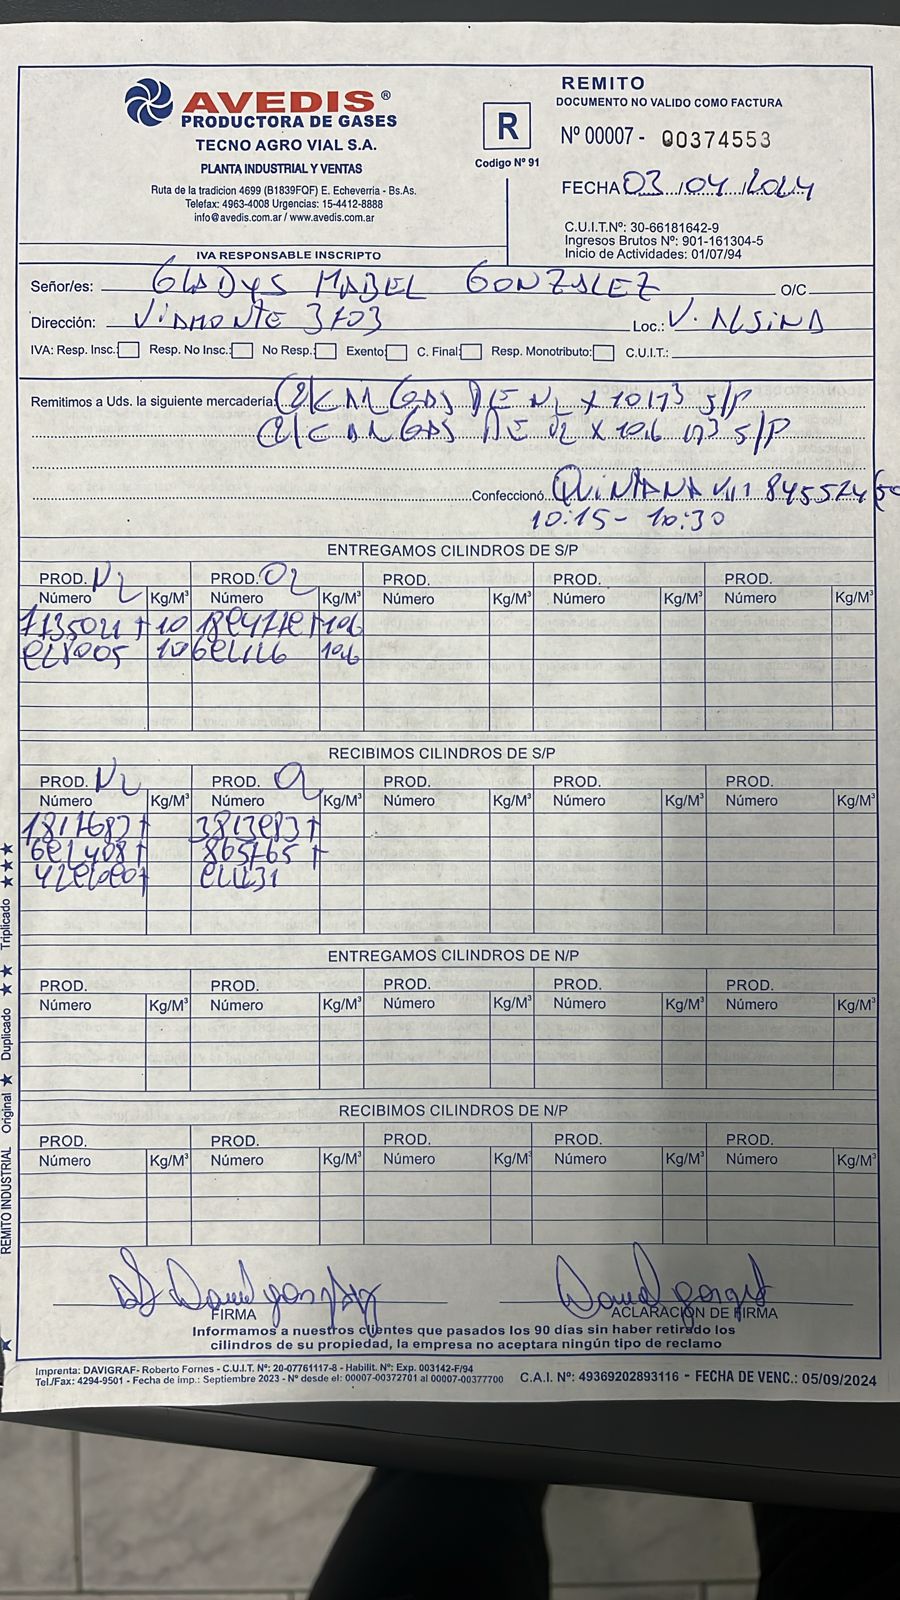 AVEDIS®
PRODUCTORA DE GASES
TECNO AGRO VIAL S.A.
PLANTA INDUSTRIAL Y VENTAS
Ruta de la tradicion 4699 (B1839FQF) E. Echeverria - Bs.As.
Telefax: 4963-4008 Urgencias: 15-4412-8888
info@avedis.com.ar / www.avedis.com.ar
IVA RESPONSABLE INSCRIPTO
R
Codigo Nº 91
REMITO
DOCUMENTO NO VALIDO COMO FACTURA
Nº 00007 - 00374553
FECHA 03/04/2024
C.U.I.T.Nº: 30-66181642-9
Ingresos Brutos Nº: 901-161304-5
Inicio de Actividades: 01/07/94
Señor/es: GLADYS MABEL GONZALEZ O/C
Dirección: VIAMONTE 3703 Loc.: V. ALSINA
IVA: Resp. Insc: Resp. No Insc.: No Resp.: Exento: C. Final: Resp. Monotributo: C.U.I.T.:
Remitimos a Uds. la siguiente mercaderia: GAS DE N2 X 10 M3 S/P
GAS DE O2 X 10,6 M3 S/P
Confeccionó QUINTANA
10:15 - 10:30
ENTREGAMOS CILINDROS DE S/P
PROD. N2 PROD. O2 PROD. PROD. PROD.
Número Kg/M³ Número Kg/M³ Número Kg/M³ Número Kg/M³ Número Kg/M³
10 10,6
10 10,6
RECIBIMOS CILINDROS DE S/P
PROD. N2 PROD. O2 PROD. PROD. PROD.
Número Kg/M³ Número Kg/M³ Número Kg/M³ Número Kg/M³ Número Kg/M³
865765
ENTREGAMOS CILINDROS DE N/P
PROD. PROD. PROD. PROD. PROD.
Número Kg/M³ Número Kg/M³ Número Kg/M³ Número Kg/M³ Número Kg/M³
RECIBIMOS CILINDROS DE N/P
PROD. PROD. PROD. PROD. PROD.
Número Kg/M³ Número Kg/M³ Número Kg/M³ Número Kg/M³ Número Kg/M³
FIRMA ACLARACIÓN DE FIRMA
Informamos a nuestros clientes que pasados los 90 días sin haber retirado los
cilindros de su propiedad, la empresa no aceptara ningún tipo de reclamo
Imprenta: DAVIGRAF- Roberto Fornes - C.U.I.T. Nº: 20-07761117-8 - Habilit. Nº: Exp. 003142-F/94
Tel./Fax: 4294-9501 - Fecha de imp.: Septiembre 2023 - Nº desde el: 00007-00372701 al 00007-00377700 C.A.I. Nº: 49369202893116 - FECHA DE VENC.: 05/09/2024
REMITO INDUSTRIAL Original ★ Duplicado ★★ Triplicado ★★★